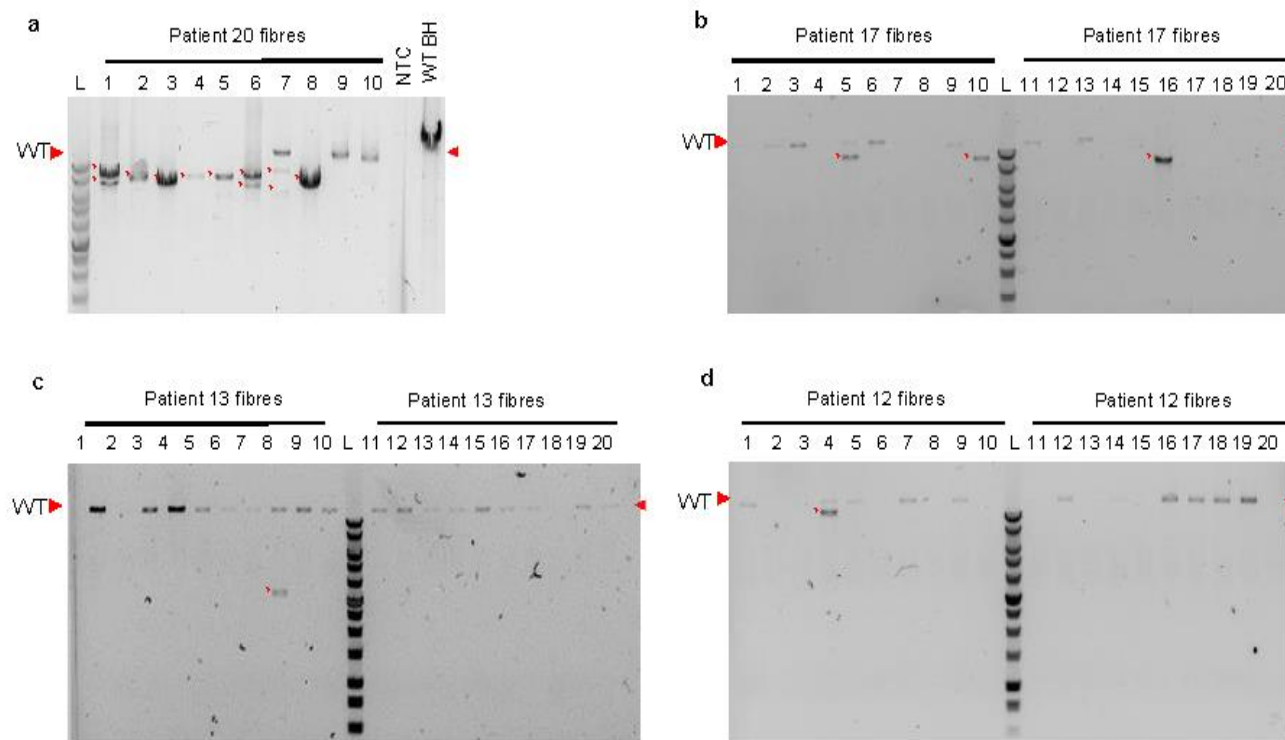 a
Patient 20 fibres
L 1 2 3 4 5 6 7 8 9 10 NTC WT BH
WT
b
Patient 17 fibres Patient 17 fibres
1 2 3 4 5 6 7 8 9 10 L 11 12 13 14 15 16 17 18 19 20
WT
c
Patient 13 fibres Patient 13 fibres
1 2 3 4 5 6 7 8 9 10 L 11 12 13 14 15 16 17 18 19 20
WT
d
Patient 12 fibres Patient 12 fibres
1 2 3 4 5 6 7 8 9 10 L 11 12 13 14 15 16 17 18 19 20
WT